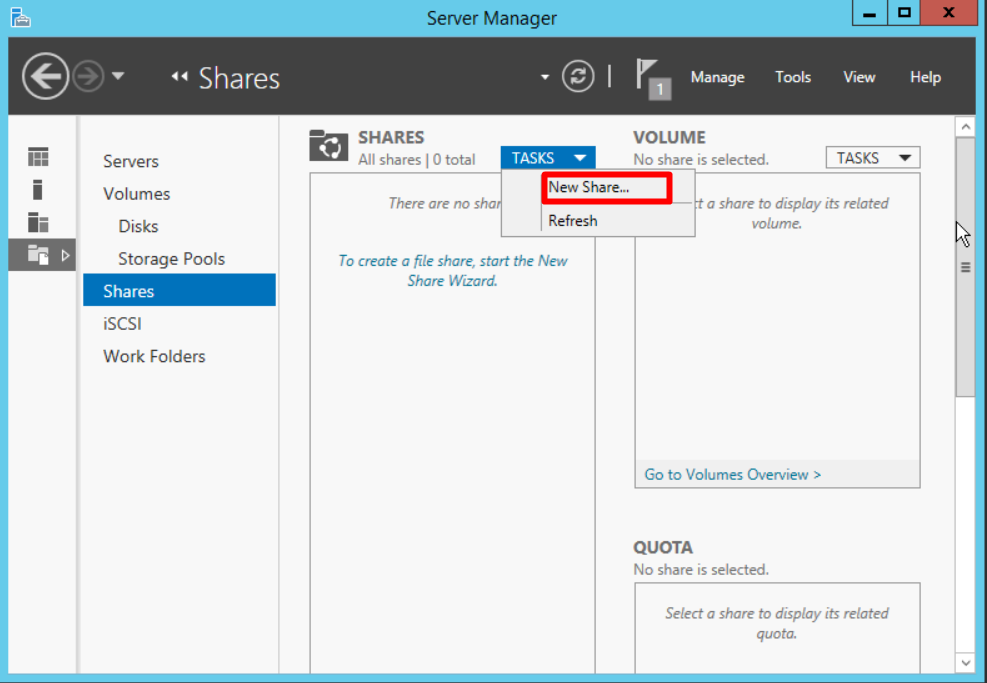 Server Manager
Shares
1
Manage Tools View Help
Servers
Volumes
Disks
Storage Pools
Shares
iSCSI
Work Folders
SHARES
All shares | 0 total
TASKS
New Share...
Refresh
There are no shar
To create a file share, start the New
Share Wizard.
VOLUME
No share is selected.
TASKS
ct a share to display its related
volume.
Go to Volumes Overview >
QUOTA
No share is selected.
Select a share to display its related
quota.